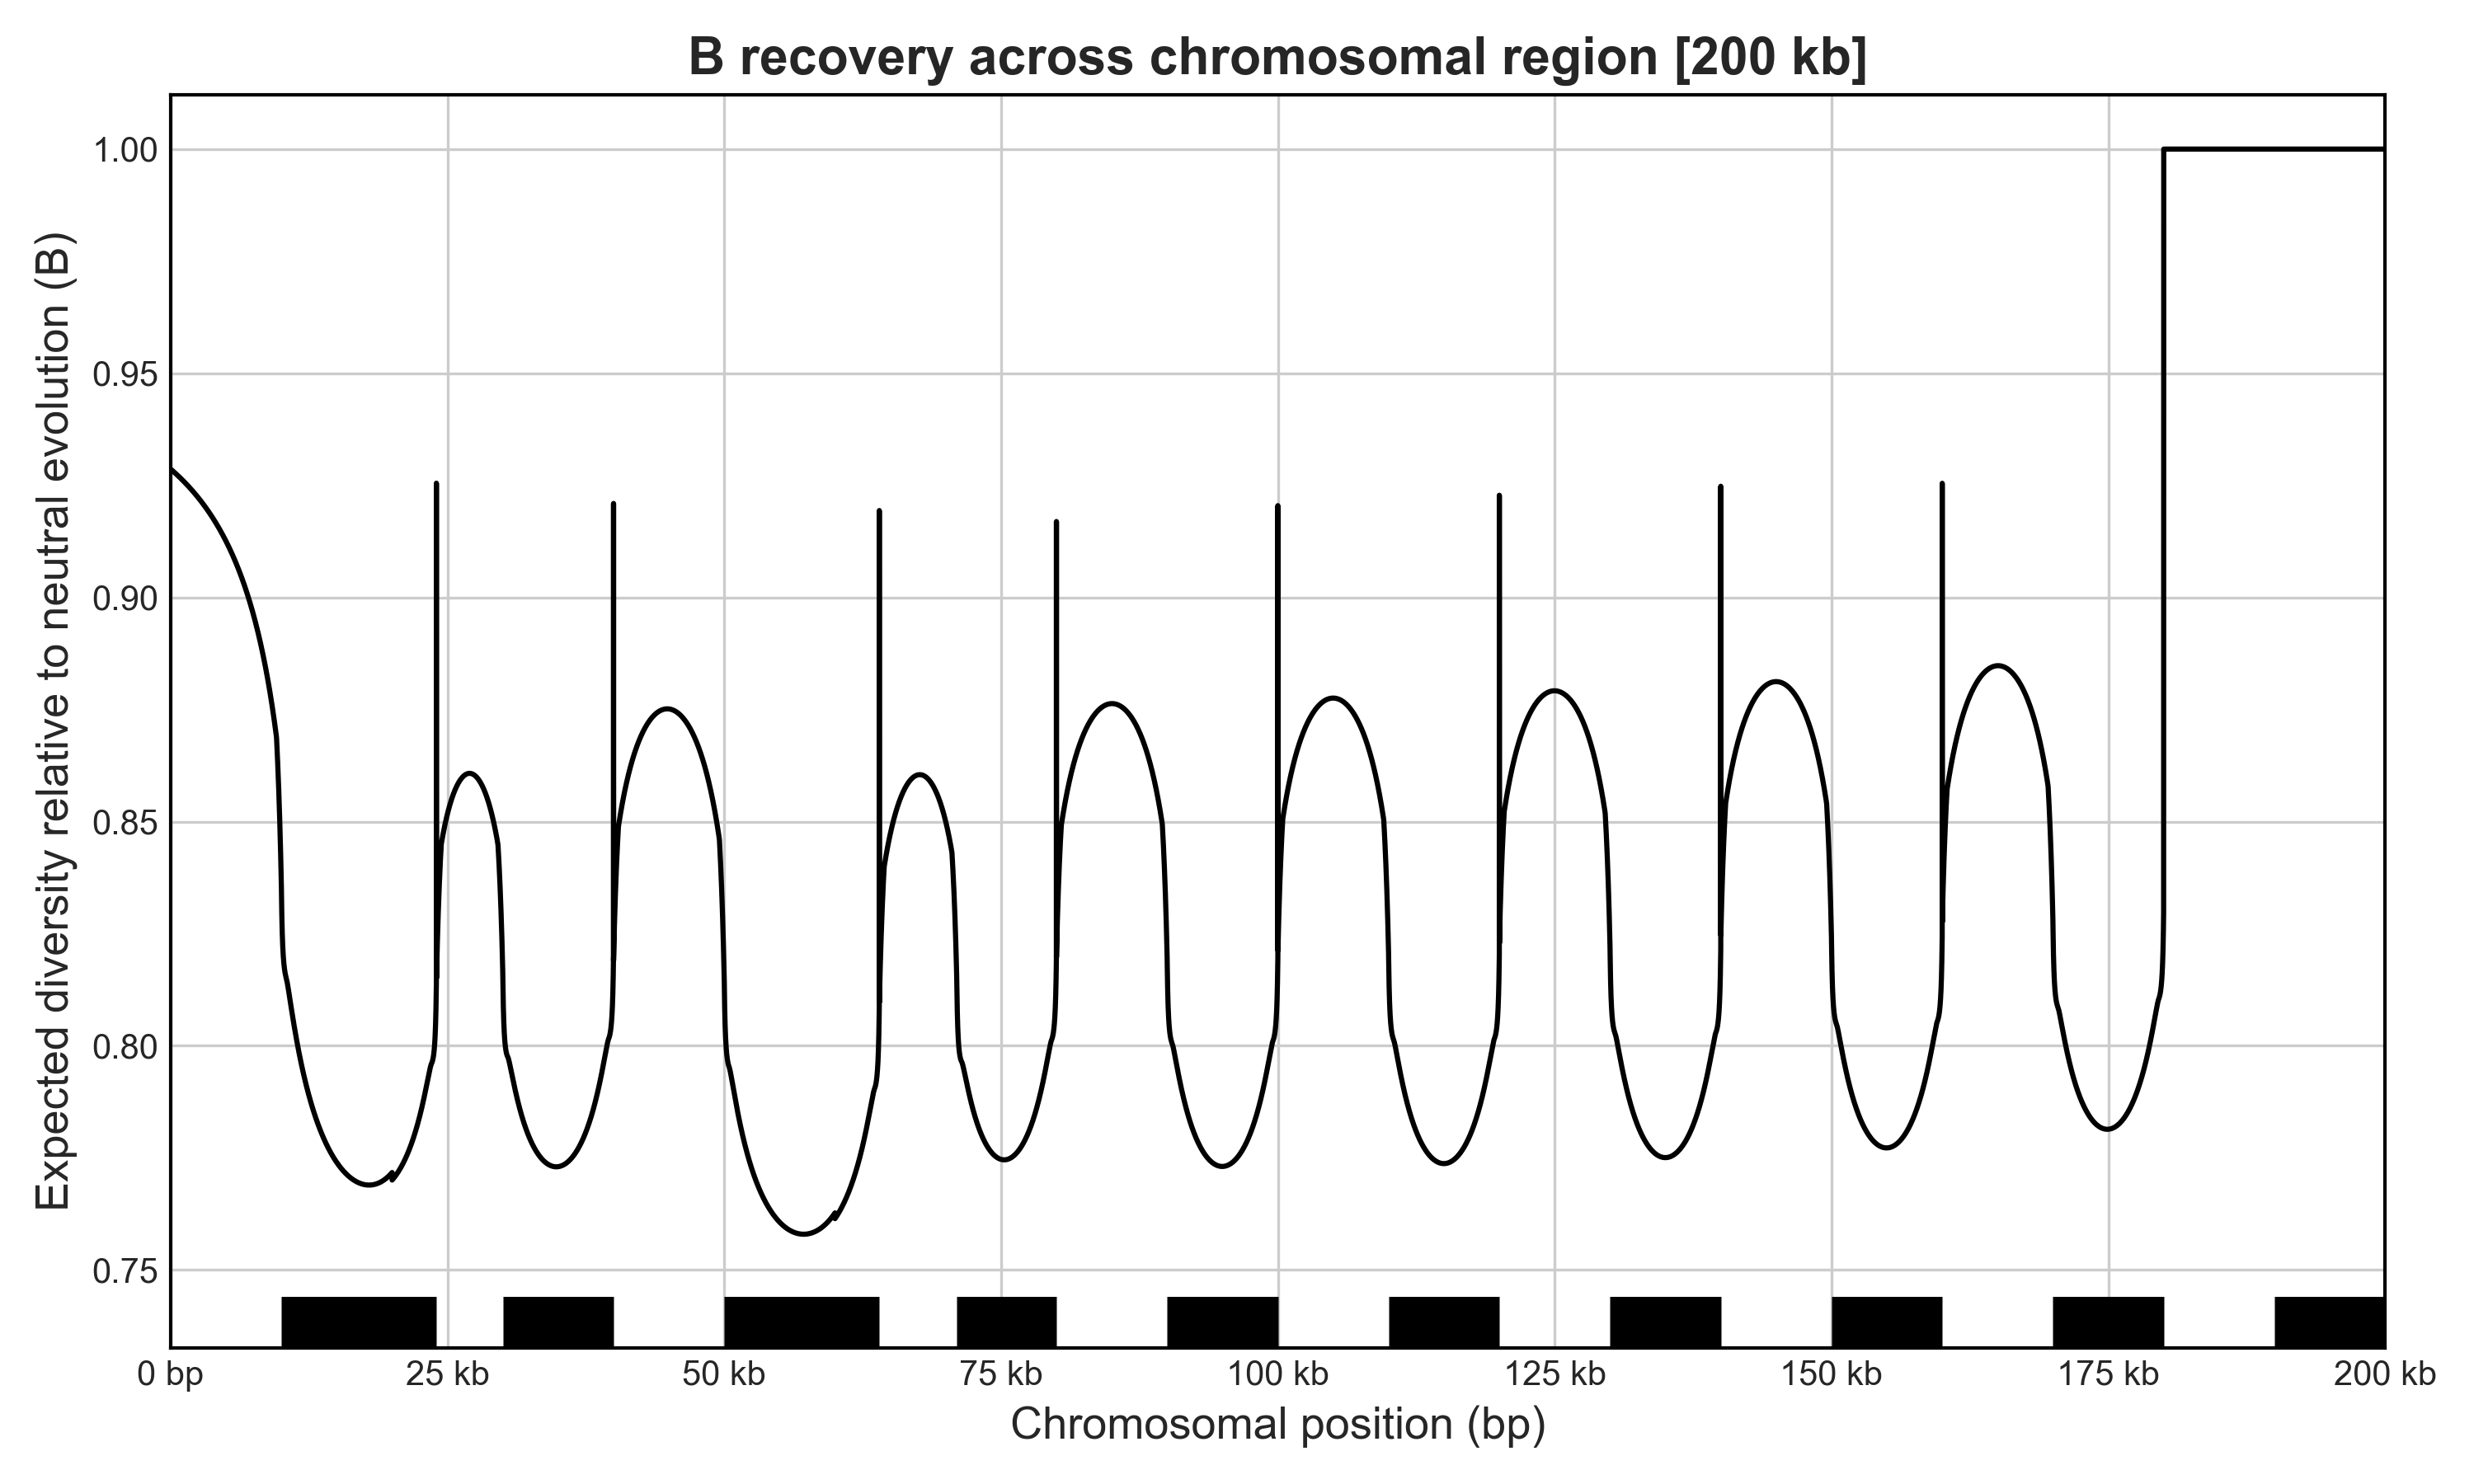 B recovery across chromosomal region [200 kb]
Expected diversity relative to neutral evolution (B)
1.00
0.95
0.90
0.85
0.80
0.75
0 bp
25 kb
50 kb
75 kb
100 kb
125 kb
150 kb
175 kb
200 kb
Chromosomal position (bp)